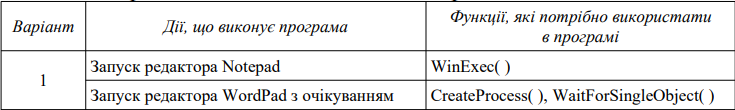 Варіант Дії, що виконує програма Функції, які потрібно використати
в програмі
1
Запуск редактора Notepad WinExec( )
Запуск редактора WordPad з очікуванням CreateProcess( ), WaitForSingleObject( )